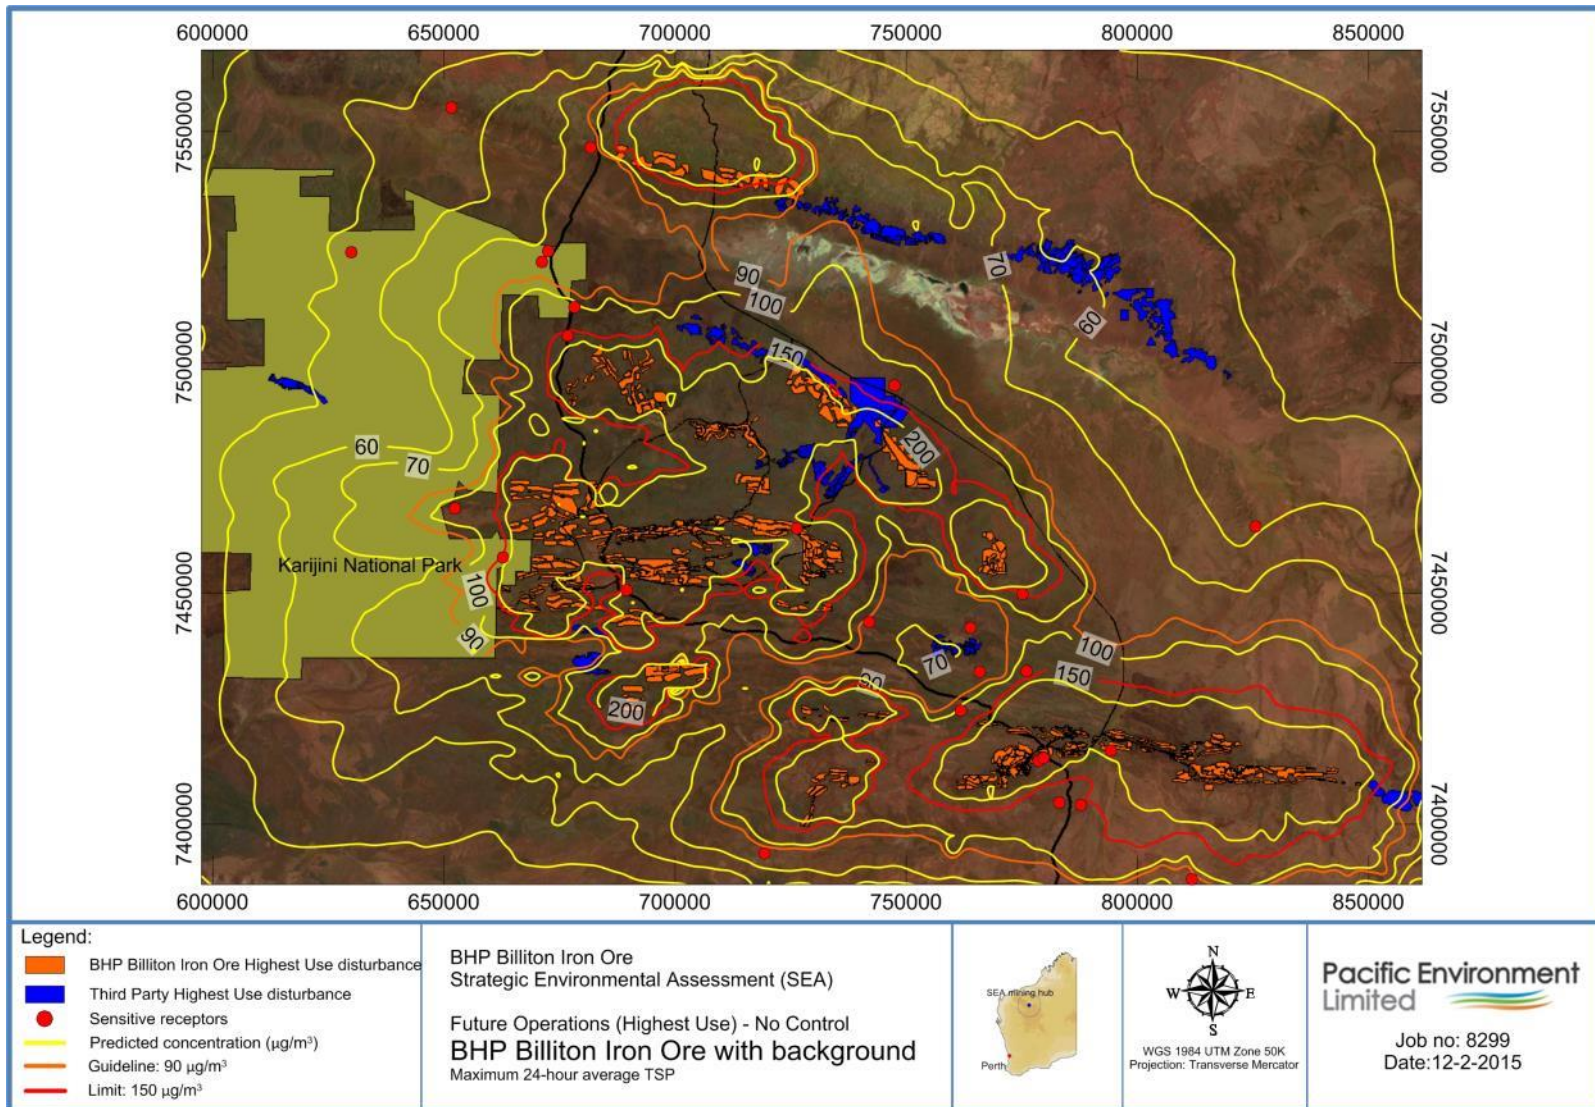 600000 650000 700000 750000 800000 850000
7550000
7500000
7450000
7400000
7550000
7500000
7450000
7400000
90
100
70
60
150
200
60
70
Karijini National Park
100
90
200
70
90
100
150
600000 650000 700000 750000 800000 850000
Legend:
BHP Billiton Iron Ore Highest Use disturbance
Third Party Highest Use disturbance
Sensitive receptors
Predicted concentration (µg/m³)
Guideline: 90 µg/m³
Limit: 150 µg/m³
BHP Billiton Iron Ore
Strategic Environmental Assessment (SEA)
Future Operations (Highest Use) - No Control
BHP Billiton Iron Ore with background
Maximum 24-hour average TSP
SEA mining hub
Perth
N
W E
S
WGS 1984 UTM Zone 50K
Projection: Transverse Mercator
Pacific Environment
Limited
Job no: 8299
Date:12-2-2015